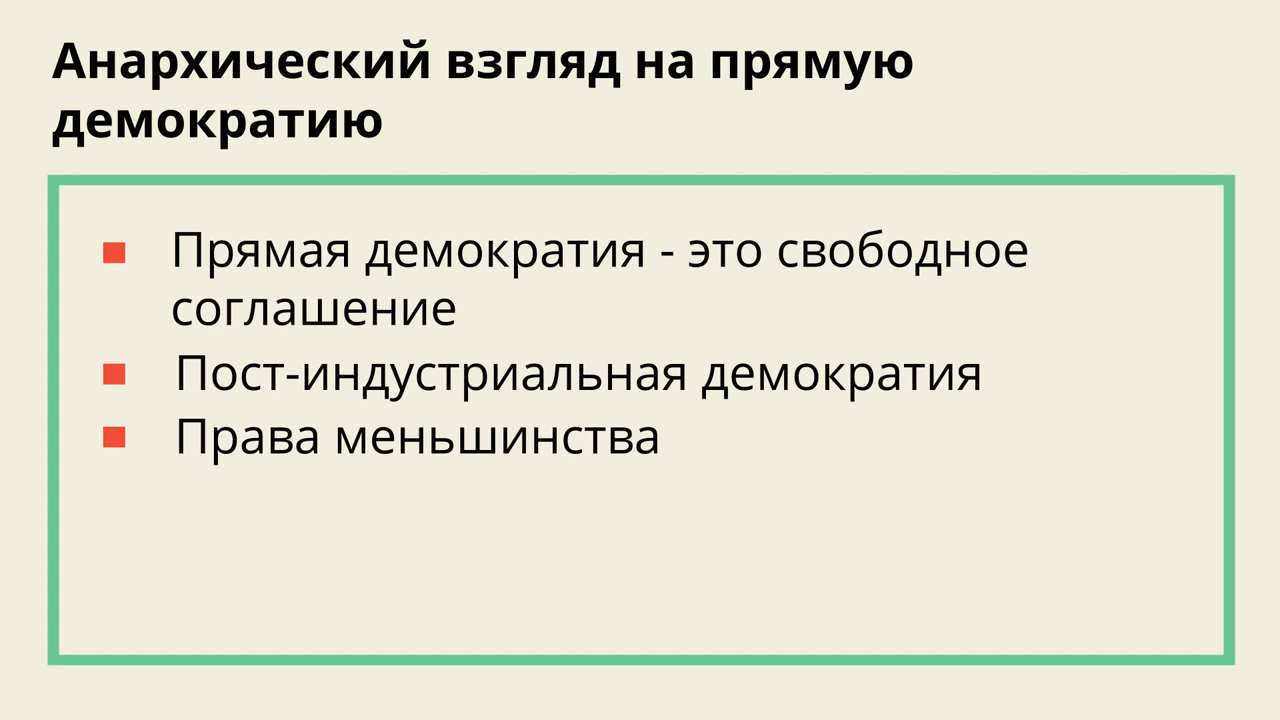 Анархический взгляд на прямую
демократию
Прямая демократия - это свободное
соглашение
Пост-индустриальная демократия
Права меньшинства